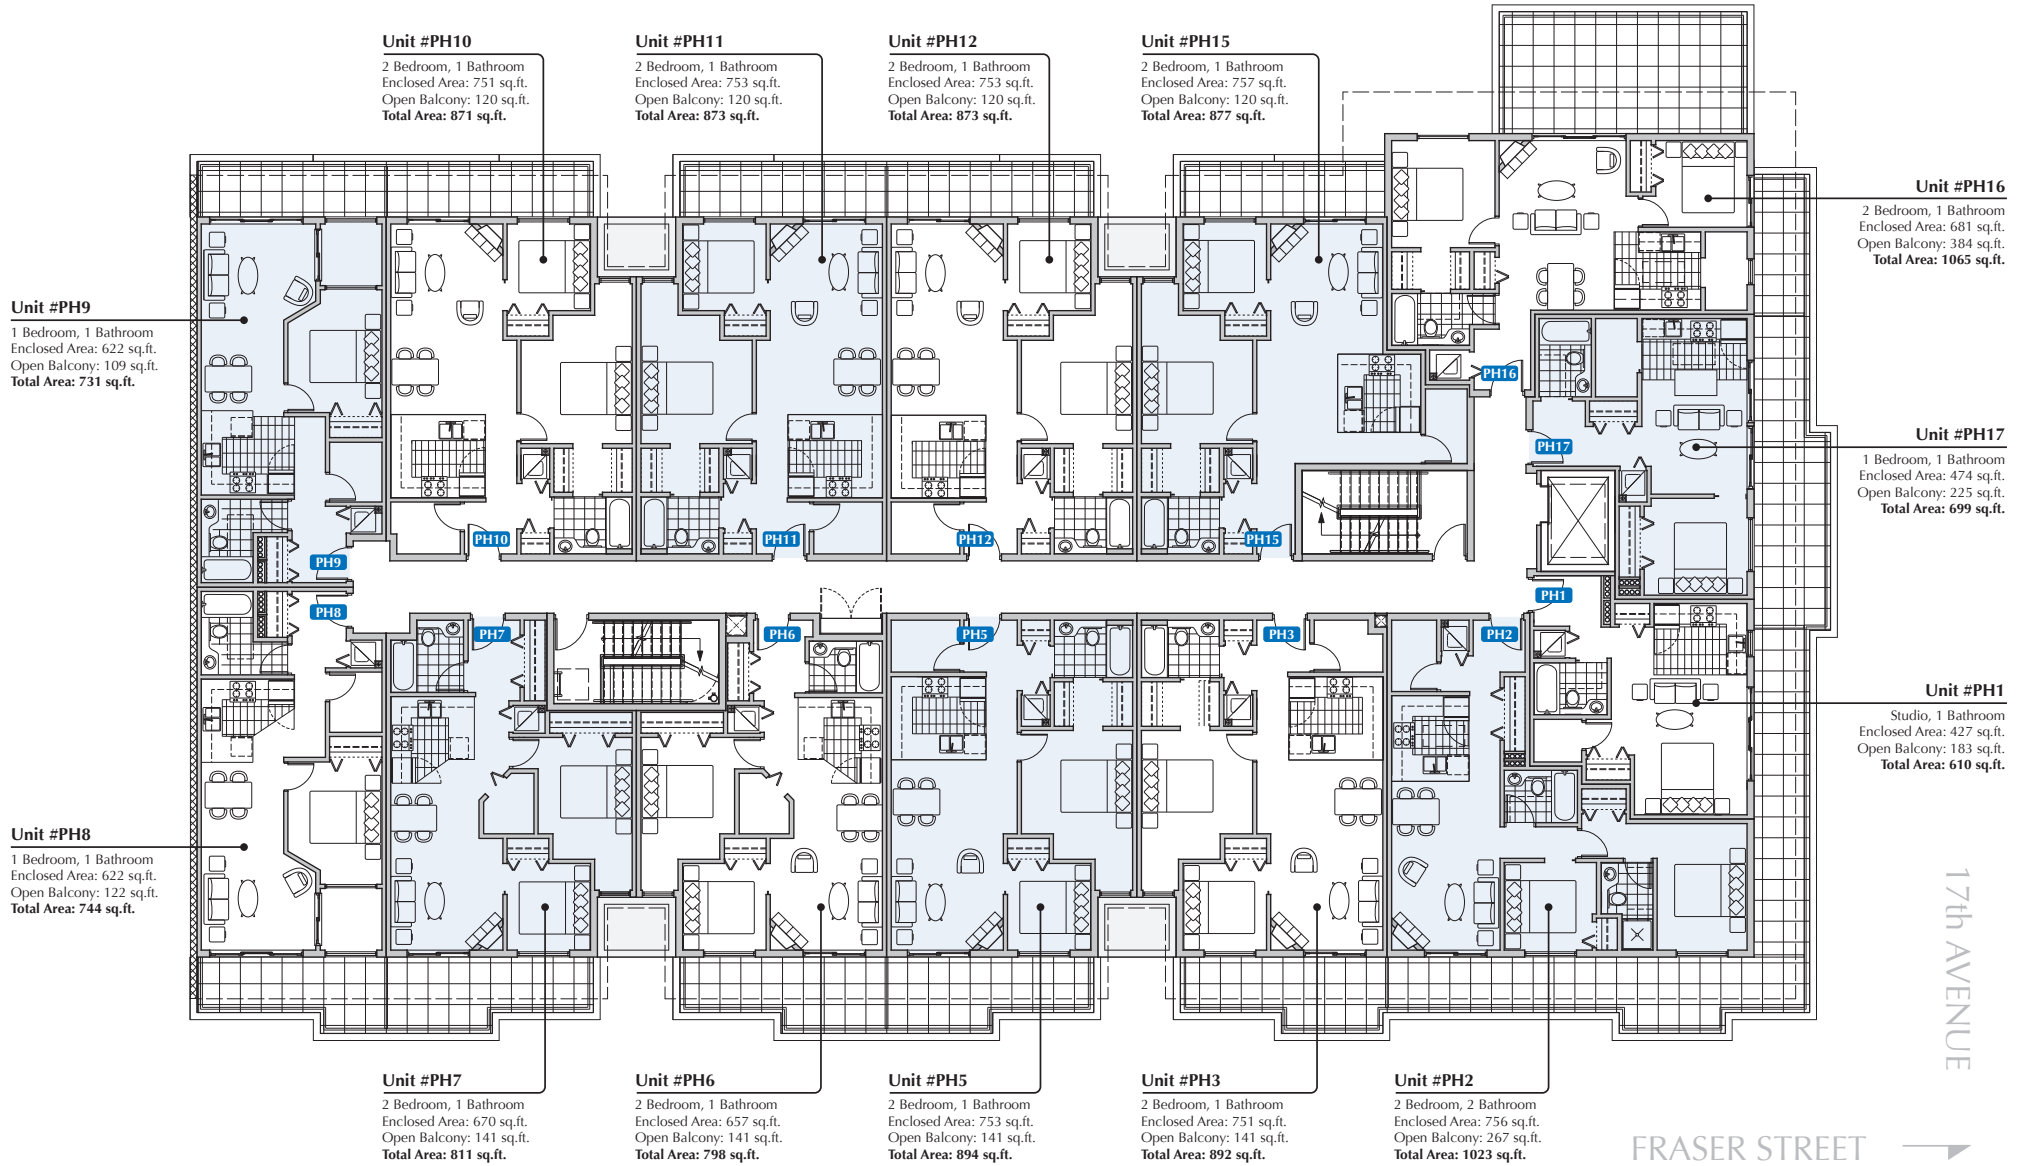 Unit #PH10
2 Bedroom, 1 Bathroom
Enclosed Area: 751 sq.ft.
Open Balcony: 120 sq.ft.
Total Area: 871 sq.ft.
Unit #PH11
2 Bedroom, 1 Bathroom
Enclosed Area: 753 sq.ft.
Open Balcony: 120 sq.ft.
Total Area: 873 sq.ft.
Unit #PH12
2 Bedroom, 1 Bathroom
Enclosed Area: 753 sq.ft.
Open Balcony: 120 sq.ft.
Total Area: 873 sq.ft.
Unit #PH15
2 Bedroom, 1 Bathroom
Enclosed Area: 757 sq.ft.
Open Balcony: 120 sq.ft.
Total Area: 877 sq.ft.
Unit #PH16
2 Bedroom, 1 Bathroom
Enclosed Area: 681 sq.ft.
Open Balcony: 384 sq.ft.
Total Area: 1065 sq.ft.
Unit #PH9
1 Bedroom, 1 Bathroom
Enclosed Area: 622 sq.ft.
Open Balcony: 109 sq.ft.
Total Area: 731 sq.ft.
PH16
PH17
Unit #PH17
1 Bedroom, 1 Bathroom
Enclosed Area: 474 sq.ft.
Open Balcony: 225 sq.ft.
Total Area: 699 sq.ft.
PH10
PH11
PH12
PH15
PH9
PH8
PH1
PH7
PH6
PH5
PH3
PH2
Unit #PH1
Studio, 1 Bathroom
Enclosed Area: 427 sq.ft.
Open Balcony: 183 sq.ft.
Total Area: 610 sq.ft.
Unit #PH8
1 Bedroom, 1 Bathroom
Enclosed Area: 622 sq.ft.
Open Balcony: 122 sq.ft.
Total Area: 744 sq.ft.
17th AVENUE
Unit #PH7
2 Bedroom, 1 Bathroom
Enclosed Area: 670 sq.ft.
Open Balcony: 141 sq.ft.
Total Area: 811 sq.ft.
Unit #PH6
2 Bedroom, 1 Bathroom
Enclosed Area: 657 sq.ft.
Open Balcony: 141 sq.ft.
Total Area: 798 sq.ft.
Unit #PH5
2 Bedroom, 1 Bathroom
Enclosed Area: 753 sq.ft.
Open Balcony: 141 sq.ft.
Total Area: 894 sq.ft.
Unit #PH3
2 Bedroom, 1 Bathroom
Enclosed Area: 751 sq.ft.
Open Balcony: 141 sq.ft.
Total Area: 892 sq.ft.
Unit #PH2
2 Bedroom, 2 Bathroom
Enclosed Area: 756 sq.ft.
Open Balcony: 267 sq.ft.
Total Area: 1023 sq.ft.
FRASER STREET